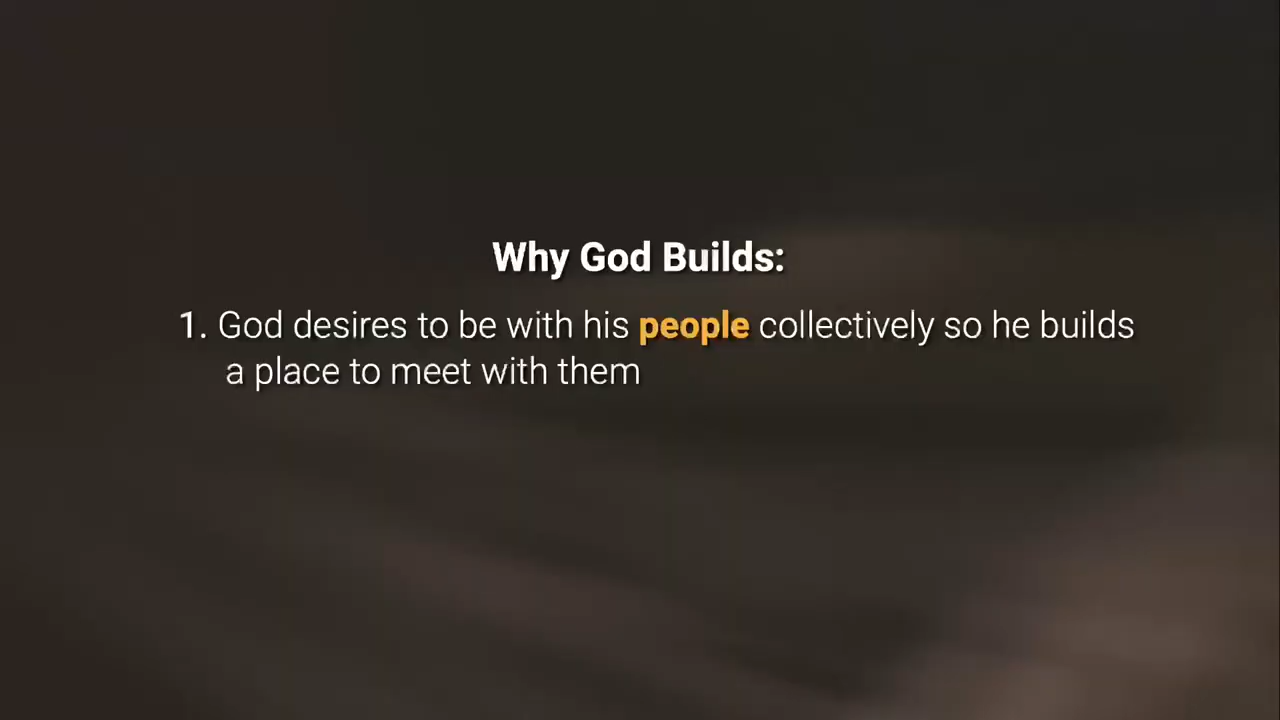 Why God Builds:
1. God desires to be with his people collectively so he builds
a place to meet with them